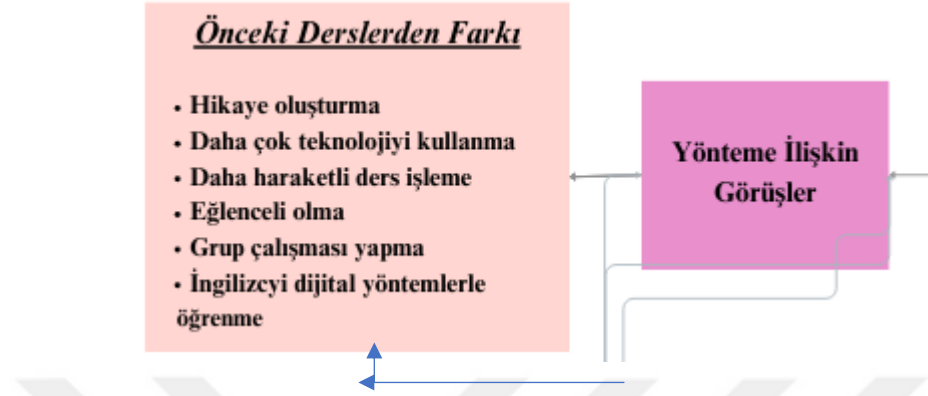 Önceki Derslerden Farkı
• Hikaye oluşturma
• Daha çok teknolojiyi kullanma
• Daha haraketli ders işleme
• Eğlenceli olma
• Grup çalışması yapma
• İngilizcyi dijital yöntemlerle
öğrenme
Yönteme İlişkin
Görüşler